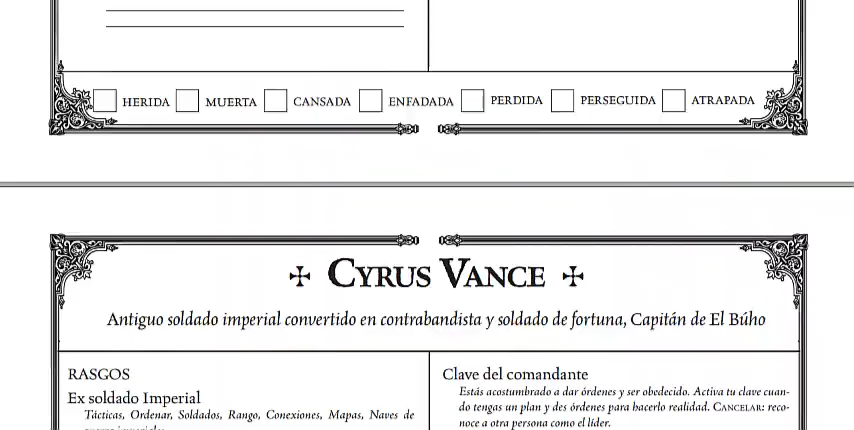 HERIDA MUERTA CANSADA ENFADADA PERDIDA PERSEGUIDA ATRAPADA
CYRUS VANCE
Antiguo soldado imperial convertido en contrabandista y soldado de fortuna, Capitán de El Búho
RASGOS
Ex soldado Imperial
Tácticas, Ordenar, Soldados, Rango, Conexiones, Mapas, Naves de
Clave del comandante
Estás acostumbrado a dar órdenes y ser obedecido. Activa tu clave cuan-
do tengas un plan y des órdenes para hacerlo realidad. CANCELAR: reco-
noce a otra persona como el líder.